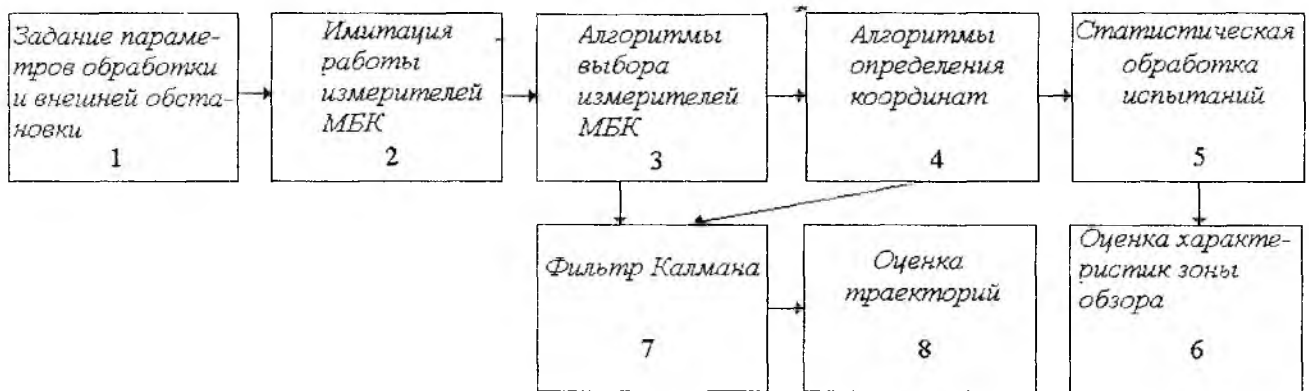 Задание параме-
тров обработки
и внешней обста-
новки
1
Имитация
работы
измерителей
МБК
2
Алгоритмы
выбора
измерителей
МБК
3
Алгоритмы
определения
координат
4
Статистическая
обработка
испытаний
5
Фильтр Калмана
7
Оценка
траекторий
8
Оценка характе-
ристик зоны
обзора
6